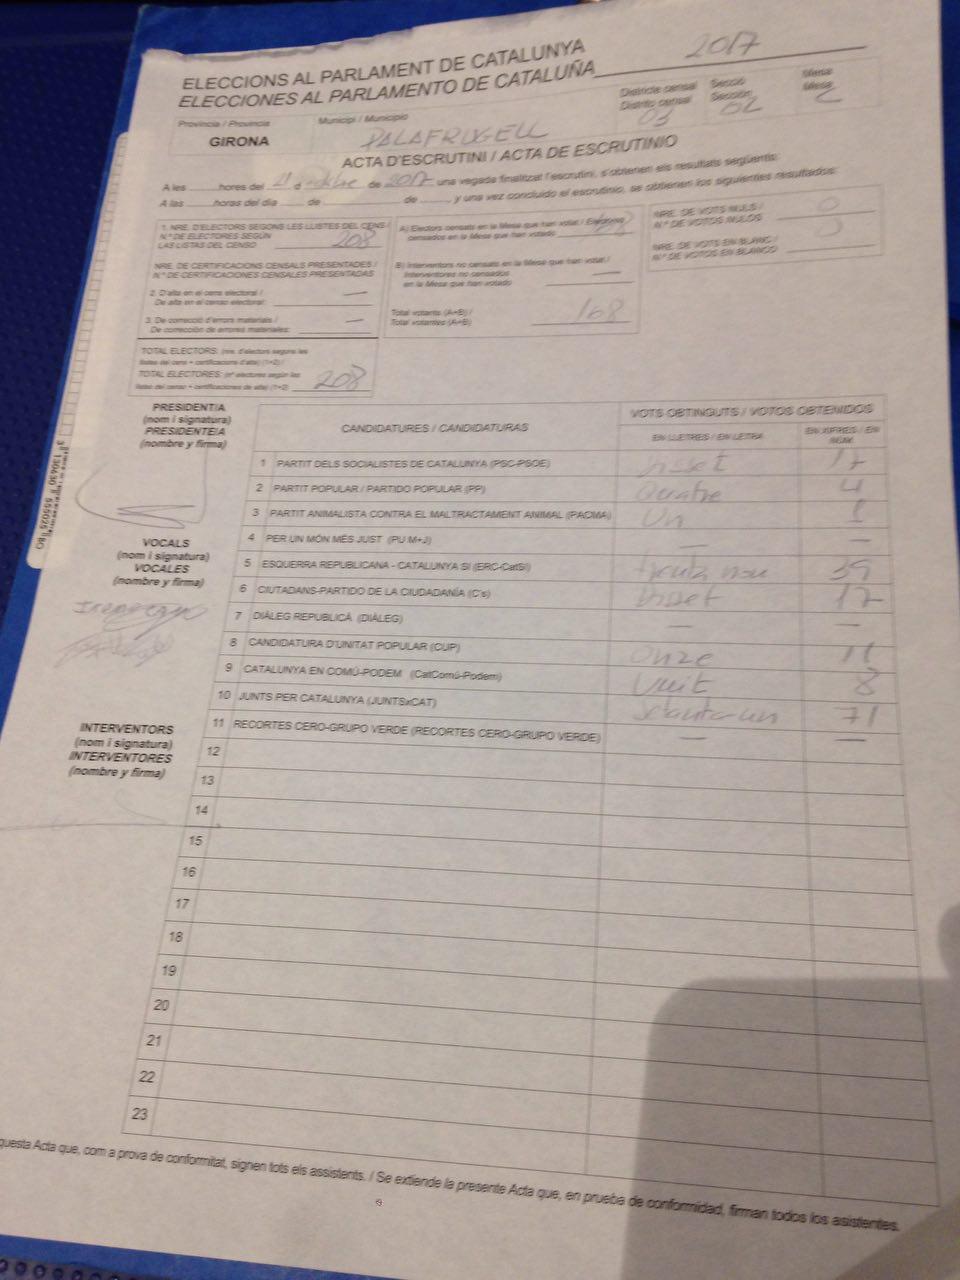 ELECCIONS AL PARLAMENT DE CATALUNYA
ELECCIONES AL PARLAMENTO DE CATALUÑA 2017
Província / Provincia
GIRONA
Municipi / Municipio
PALAFRUGELL
Districte censal
Distrito censal
03
Secció
Sección
02
Mesa
Mesa
C
ACTA D'ESCRUTINI / ACTA DE ESCRUTINIO
A les hores del 21 d de 2017 una vegada finalitzat l'escrutini, s'obtenen els resultats següents:
A las horas del día de de , y una vez concluido el escrutinio, se obtienen los siguientes resultados:
1. NRE. D'ELECTORS SEGONS LES LLISTES DEL CENS /
N.º DE ELECTORES SEGÚN
LAS LISTAS DEL CENSO 208
NRE. DE CERTIFICACIONS CENSALS PRESENTADES /
N.º DE CERTIFICACIONES CENSALES PRESENTADAS
2. D'alta en el cens electoral / —
De alta en el censo electoral:
3. De correcció d'errors materials / —
De corrección de errores materiales:
TOTAL ELECTORS: (nre. d'electors segons les
llistes del cens + certificacions d'alta) (1+2) /
TOTAL ELECTORES: (nº electores según las
listas del censo + certificaciones de alta) (1+2) 208
A) Electors censats en la Mesa que han votat / Electores
censados en la Mesa que han votado
B) Interventors no censats en la Mesa que han votat /
Interventores no censados
en la Mesa que han votado —
Total votants (A+B) /
Total votantes (A+B) 168
NRE. DE VOTS NULS /
N.º DE VOTOS NULOS 0
NRE. DE VOTS EN BLANC /
N.º DE VOTOS EN BLANCO 0
PRESIDENT/A
(nom i signatura)
PRESIDENTE/A
(nombre y firma)
VOCALS
(nom i signatura)
VOCALES
(nombre y firma)
INTERVENTORS
(nom i signatura)
INTERVENTORES
(nombre y firma)
CANDIDATURES / CANDIDATURAS
VOTS OBTINGUTS / VOTOS OBTENIDOS
EN LLETRES / EN LETRA
EN XIFRES / EN NÚM.
1 PARTIT DELS SOCIALISTES DE CATALUNYA (PSC-PSOE) Disset 17
2 PARTIT POPULAR / PARTIDO POPULAR (PP) Quatre 4
3 PARTIT ANIMALISTA CONTRA EL MALTRACTAMENT ANIMAL (PACMA) Un 1
4 PER UN MÓN MÉS JUST (PU M+J) — —
5 ESQUERRA REPUBLICANA - CATALUNYA SÍ (ERC-CatSí) trenta nou 39
6 CIUTADANS-PARTIDO DE LA CIUDADANÍA (C's) Disset 17
7 DIÀLEG REPUBLICÀ (DIÀLEG) — —
8 CANDIDATURA D'UNITAT POPULAR (CUP) Onze 11
9 CATALUNYA EN COMÚ-PODEM (CatComú-Podem) Vuit 8
10 JUNTS PER CATALUNYA (JUNTSxCAT) Setanta-un 71
11 RECORTES CERO-GRUPO VERDE (RECORTES CERO-GRUPO VERDE) — —
12
13
14
15
16
17
18
19
20
21
22
23
questa Acta que, com a prova de conformitat, signen tots els assistents. / Se extiende la presente Acta que, en prueba de conformidad, firman todos los asistentes.